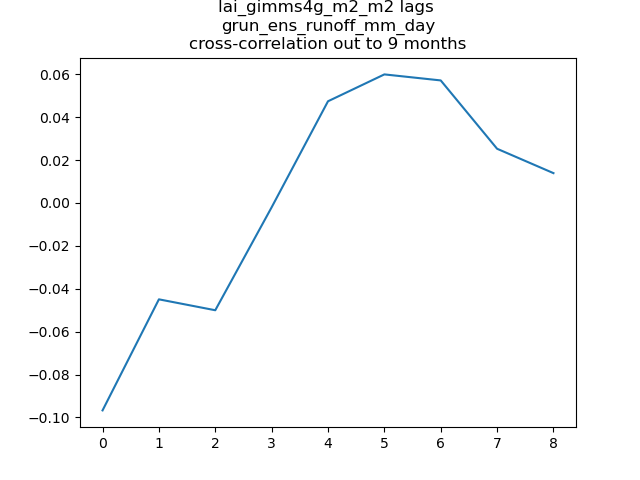 lai_gimms4g_m2_m2 lags
grun_ens_runoff_mm_day
cross-correlation out to 9 months
0.06
0.04
0.02
0.00
−0.02
−0.04
−0.06
−0.08
−0.10
0 1 2 3 4 5 6 7 8